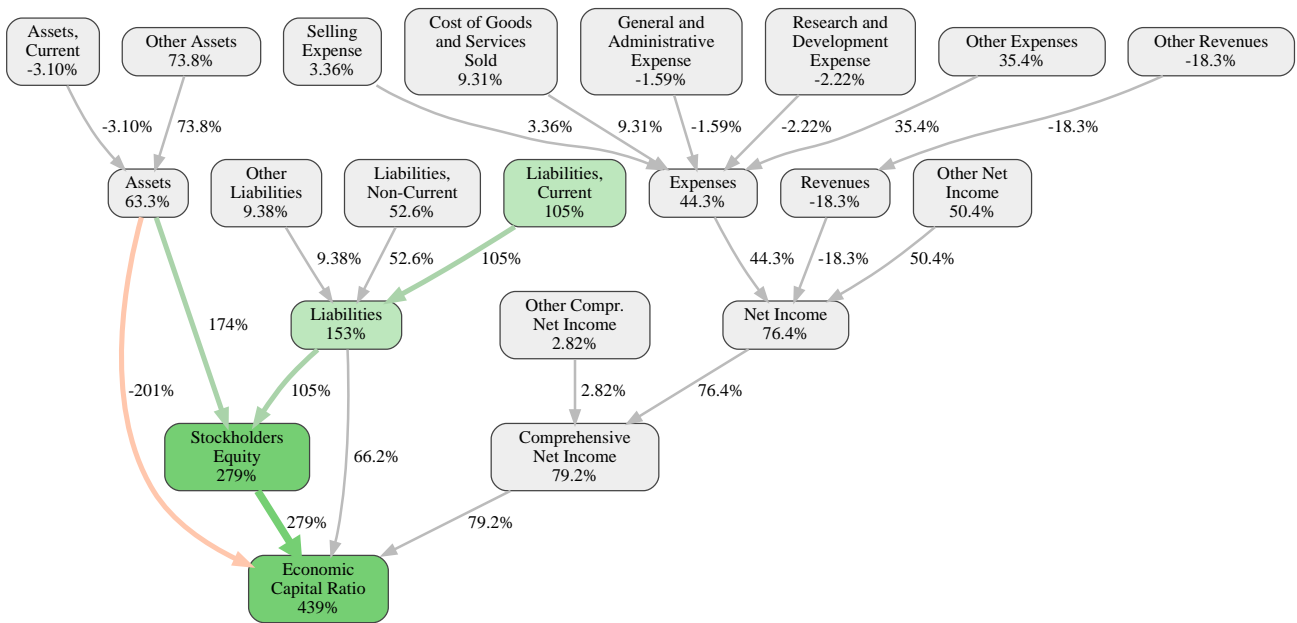 Assets,
Current
-3.10%
Other Assets
73.8%
Selling
Expense
3.36%
Cost of Goods
and Services
Sold
9.31%
General and
Administrative
Expense
-1.59%
Research and
Development
Expense
-2.22%
Other Expenses
35.4%
Other Revenues
-18.3%
-3.10%
73.8%
3.36%
9.31%
-1.59%
-2.22%
35.4%
-18.3%
Assets
63.3%
Other
Liabilities
9.38%
Liabilities,
Non-Current
52.6%
Liabilities,
Current
105%
Expenses
44.3%
Revenues
-18.3%
Other Net
Income
50.4%
9.38%
52.6%
105%
44.3%
-18.3%
50.4%
174%
Liabilities
153%
Other Compr.
Net Income
2.82%
Net Income
76.4%
-201%
105%
2.82%
76.4%
Stockholders
Equity
279%
66.2%
Comprehensive
Net Income
79.2%
279%
79.2%
Economic
Capital Ratio
439%